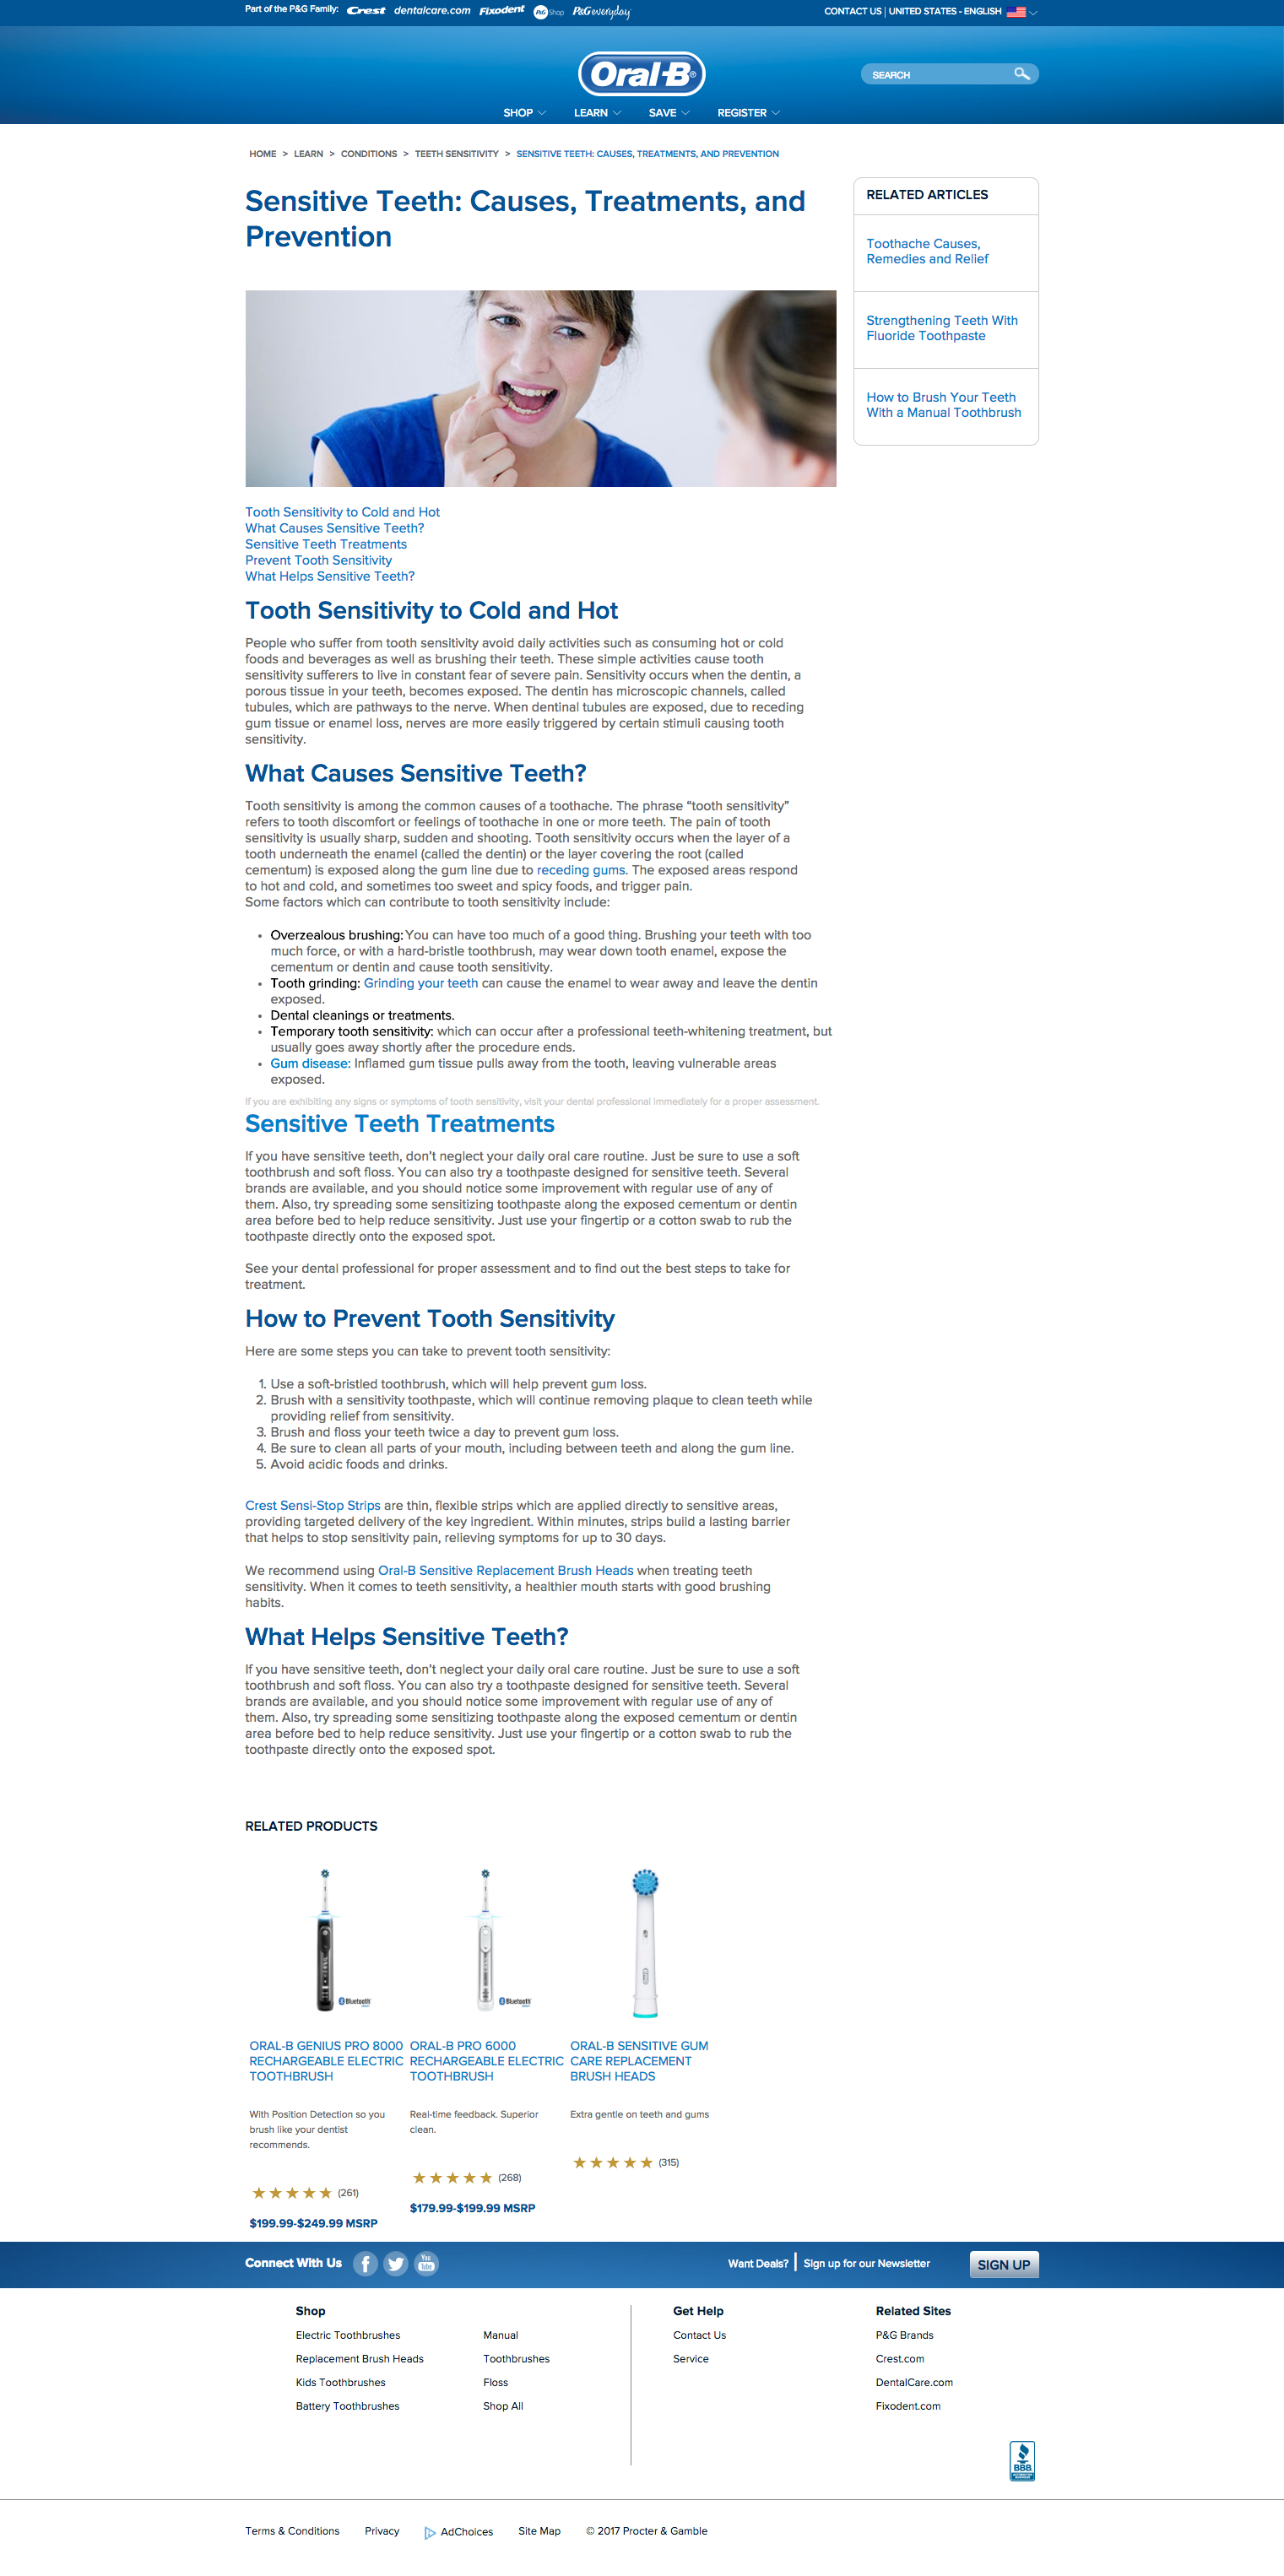 Part of the P&G Family: Crest dentalcare.com Fixodent P&G Shop P&G everyday
CONTACT US | UNITED STATES - ENGLISH
Oral-B®
SEARCH
SHOP LEARN SAVE REGISTER
HOME > LEARN > CONDITIONS > TEETH SENSITIVITY > SENSITIVE TEETH: CAUSES, TREATMENTS, AND PREVENTION
Sensitive Teeth: Causes, Treatments, and
Prevention
RELATED ARTICLES
Toothache Causes,
Remedies and Relief
Strengthening Teeth With
Fluoride Toothpaste
How to Brush Your Teeth
With a Manual Toothbrush
Tooth Sensitivity to Cold and Hot
What Causes Sensitive Teeth?
Sensitive Teeth Treatments
Prevent Tooth Sensitivity
What Helps Sensitive Teeth?
Tooth Sensitivity to Cold and Hot
People who suffer from tooth sensitivity avoid daily activities such as consuming hot or cold
foods and beverages as well as brushing their teeth. These simple activities cause tooth
sensitivity sufferers to live in constant fear of severe pain. Sensitivity occurs when the dentin, a
porous tissue in your teeth, becomes exposed. The dentin has microscopic channels, called
tubules, which are pathways to the nerve. When dentinal tubules are exposed, due to receding
gum tissue or enamel loss, nerves are more easily triggered by certain stimuli causing tooth
sensitivity.
What Causes Sensitive Teeth?
Tooth sensitivity is among the common causes of a toothache. The phrase “tooth sensitivity”
refers to tooth discomfort or feelings of toothache in one or more teeth. The pain of tooth
sensitivity is usually sharp, sudden and shooting. Tooth sensitivity occurs when the layer of a
tooth underneath the enamel (called the dentin) or the layer covering the root (called
cementum) is exposed along the gum line due to receding gums. The exposed areas respond
to hot and cold, and sometimes too sweet and spicy foods, and trigger pain.
Some factors which can contribute to tooth sensitivity include:
• Overzealous brushing: You can have too much of a good thing. Brushing your teeth with too
much force, or with a hard-bristle toothbrush, may wear down tooth enamel, expose the
cementum or dentin and cause tooth sensitivity.
• Tooth grinding: Grinding your teeth can cause the enamel to wear away and leave the dentin
exposed.
• Dental cleanings or treatments.
• Temporary tooth sensitivity: which can occur after a professional teeth-whitening treatment, but
usually goes away shortly after the procedure ends.
• Gum disease: Inflamed gum tissue pulls away from the tooth, leaving vulnerable areas
exposed.
If you are exhibiting any signs or symptoms of tooth sensitivity, visit your dental professional immediately for a proper assessment.
Sensitive Teeth Treatments
If you have sensitive teeth, don’t neglect your daily oral care routine. Just be sure to use a soft
toothbrush and soft floss. You can also try a toothpaste designed for sensitive teeth. Several
brands are available, and you should notice some improvement with regular use of any of
them. Also, try spreading some sensitizing toothpaste along the exposed cementum or dentin
area before bed to help reduce sensitivity. Just use your fingertip or a cotton swab to rub the
toothpaste directly onto the exposed spot.
See your dental professional for proper assessment and to find out the best steps to take for
treatment.
How to Prevent Tooth Sensitivity
Here are some steps you can take to prevent tooth sensitivity:
1. Use a soft-bristled toothbrush, which will help prevent gum loss.
2. Brush with a sensitivity toothpaste, which will continue removing plaque to clean teeth while
providing relief from sensitivity.
3. Brush and floss your teeth twice a day to prevent gum loss.
4. Be sure to clean all parts of your mouth, including between teeth and along the gum line.
5. Avoid acidic foods and drinks.
Crest Sensi-Stop Strips are thin, flexible strips which are applied directly to sensitive areas,
providing targeted delivery of the key ingredient. Within minutes, strips build a lasting barrier
that helps to stop sensitivity pain, relieving symptoms for up to 30 days.
We recommend using Oral-B Sensitive Replacement Brush Heads when treating teeth
sensitivity. When it comes to teeth sensitivity, a healthier mouth starts with good brushing
habits.
What Helps Sensitive Teeth?
If you have sensitive teeth, don’t neglect your daily oral care routine. Just be sure to use a soft
toothbrush and soft floss. You can also try a toothpaste designed for sensitive teeth. Several
brands are available, and you should notice some improvement with regular use of any of
them. Also, try spreading some sensitizing toothpaste along the exposed cementum or dentin
area before bed to help reduce sensitivity. Just use your fingertip or a cotton swab to rub the
toothpaste directly onto the exposed spot.
RELATED PRODUCTS
Bluetooth
ORAL-B GENIUS PRO 8000
RECHARGEABLE ELECTRIC
TOOTHBRUSH
With Position Detection so you
brush like your dentist
recommends.
(261)
$199.99-$249.99 MSRP
Bluetooth
ORAL-B PRO 6000
RECHARGEABLE ELECTRIC
TOOTHBRUSH
Real-time feedback. Superior
clean.
(268)
$179.99-$199.99 MSRP
ORAL-B SENSITIVE GUM
CARE REPLACEMENT
BRUSH HEADS
Extra gentle on teeth and gums
(315)
Connect With Us
You Tube
Want Deals? | Sign up for our Newsletter
SIGN UP
Shop
Electric Toothbrushes
Replacement Brush Heads
Kids Toothbrushes
Battery Toothbrushes
Manual
Toothbrushes
Floss
Shop All
Get Help
Contact Us
Service
Related Sites
P&G Brands
Crest.com
DentalCare.com
Fixodent.com
BBB
Terms & Conditions Privacy AdChoices Site Map © 2017 Procter & Gamble